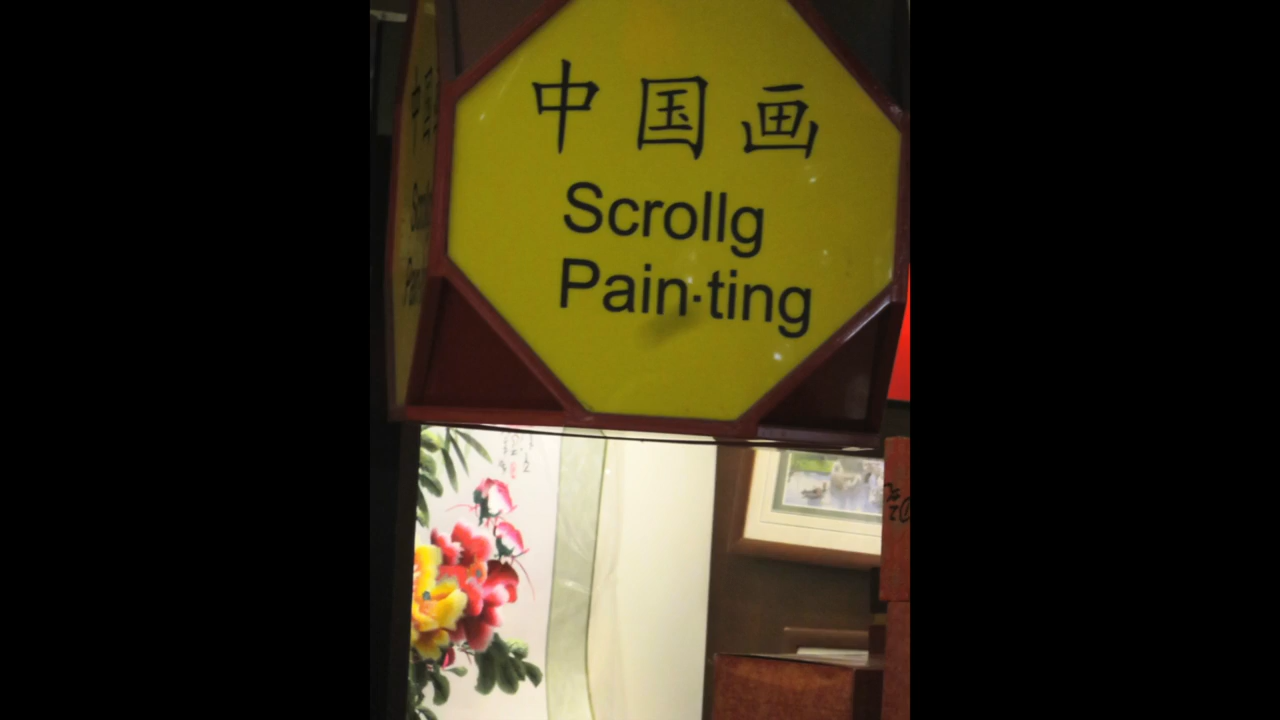 中国画
Scrollg
Pain·ting